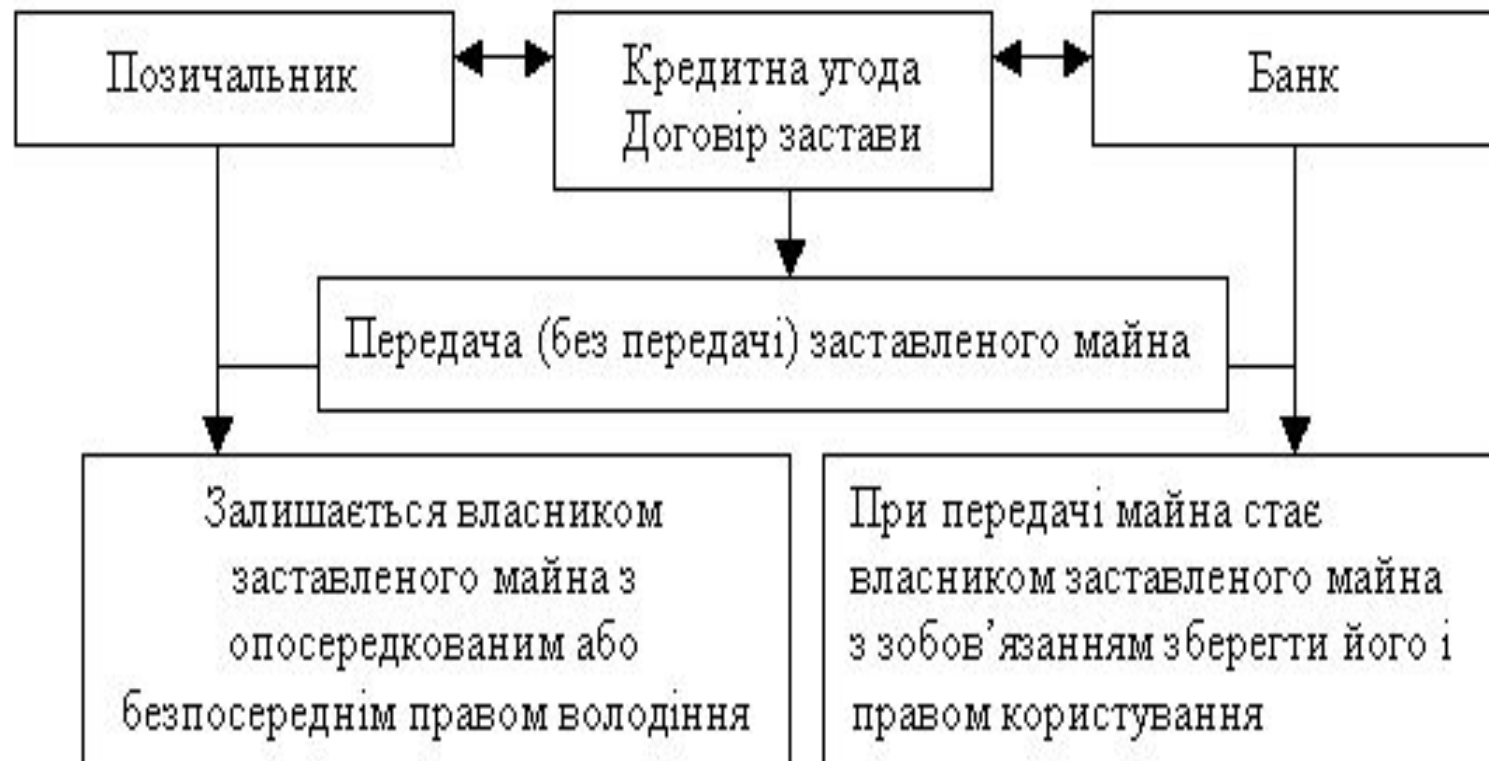 Позичальник
Кредитна угода
Договір застави
Банк
Передача (без передачі) заставленого майна
Залишається власником
заставленого майна з
опосередкованим або
безпосереднім правом володіння
При передачі майна стає
власником заставленого майна
з зобов’язанням зберегти його і
правом користування